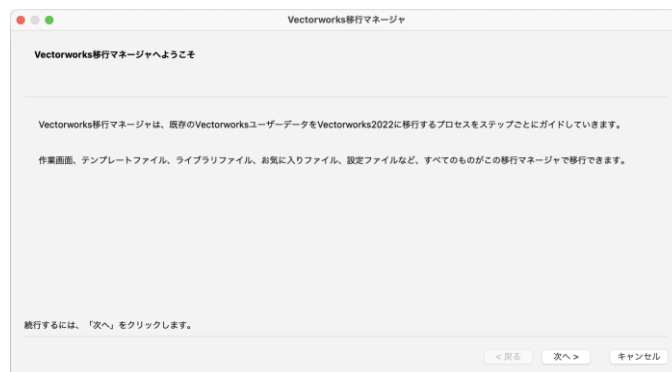 Vectorworks移行マネージャ
Vectorworks移行マネージャへようこそ
Vectorworks移行マネージャは、既存のVectorworksユーザーデータをVectorworks2022に移行するプロセスをステップごとにガイドしていきます。
作業画面、テンプレートファイル、ライブラリファイル、お気に入りファイル、設定ファイルなど、すべてのものがこの移行マネージャで移行できます。
続行するには、「次へ」をクリックします。
< 戻る 次へ > キャンセル